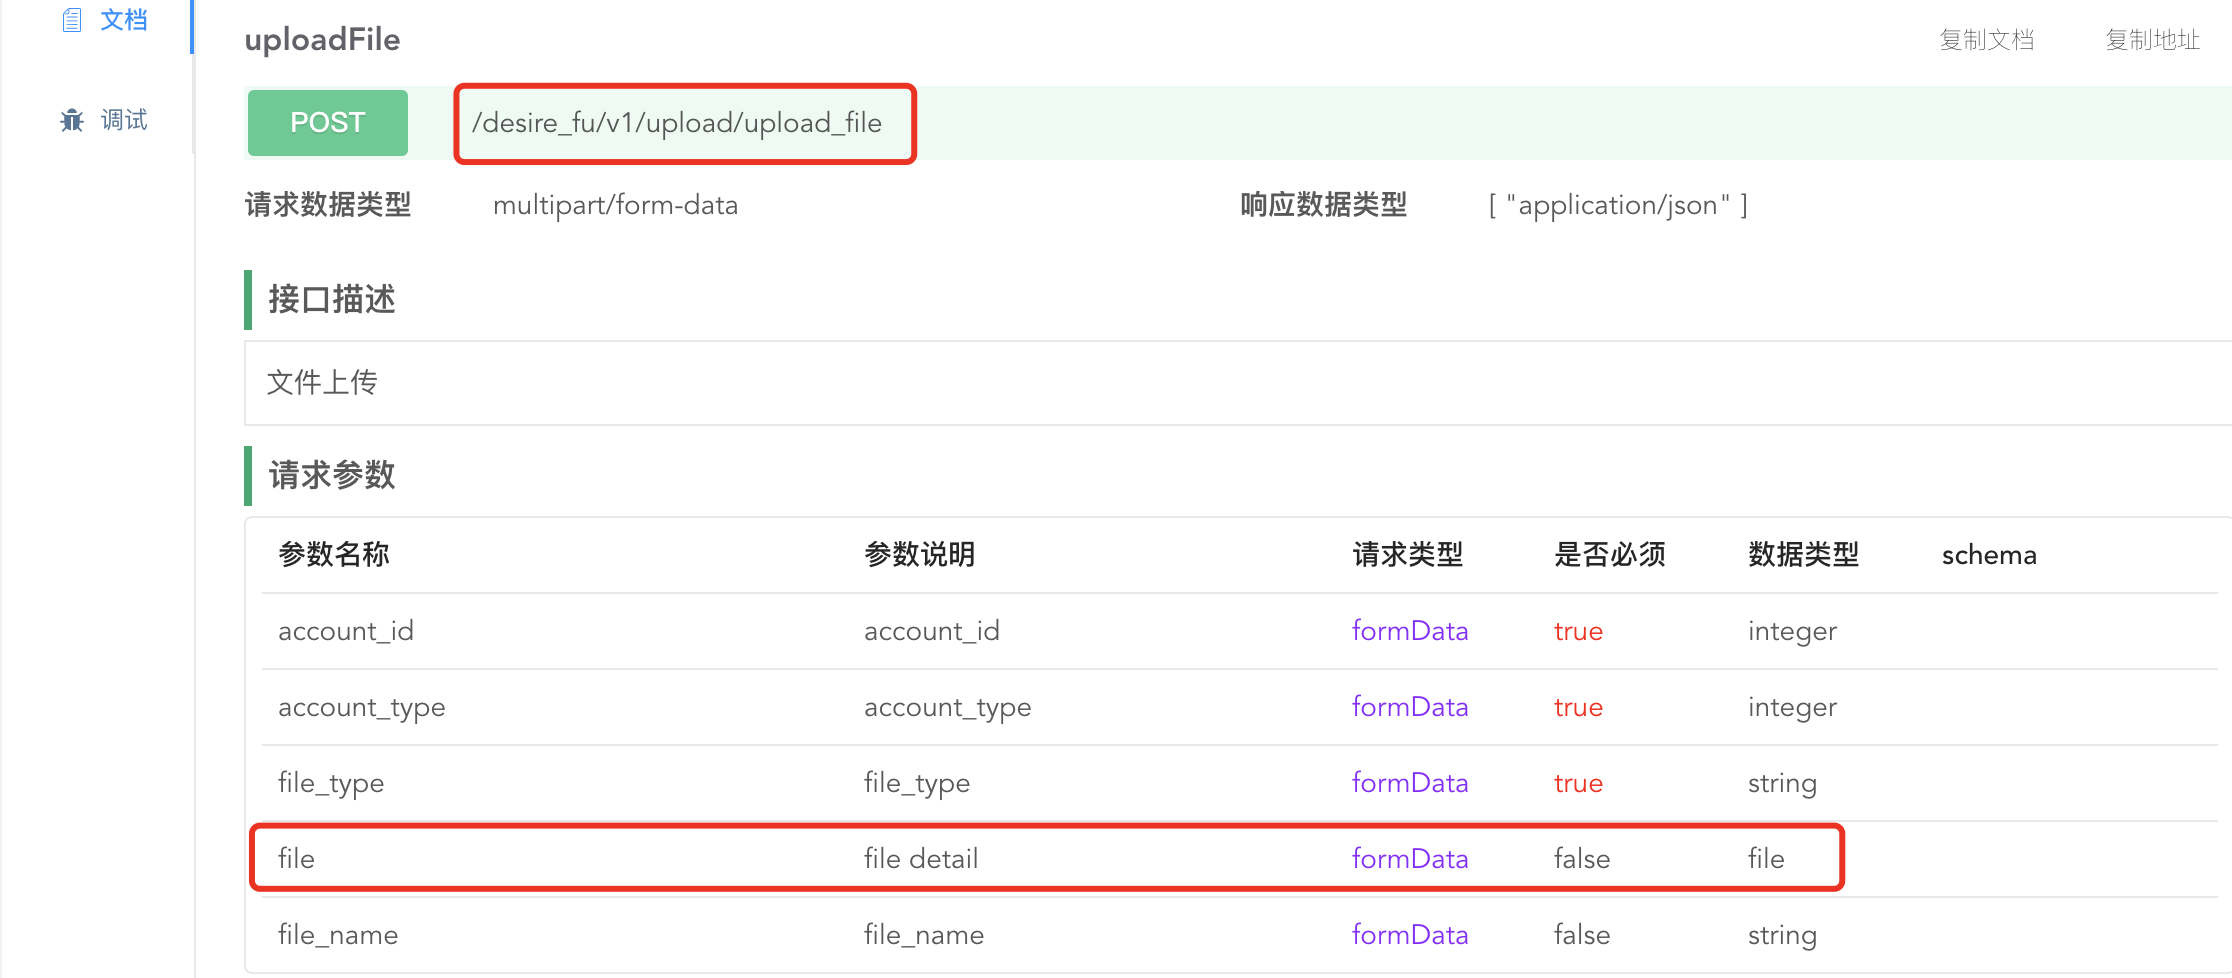 文档
调试
uploadFile
复制文档 复制地址
POST /desire_fu/v1/upload/upload_file
请求数据类型 multipart/form-data 响应数据类型 [ "application/json" ]
接口描述
文件上传
请求参数
参数名称 参数说明 请求类型 是否必须 数据类型 schema
account_id account_id formData true integer
account_type account_type formData true integer
file_type file_type formData true string
file file detail formData false file
file_name file_name formData false string